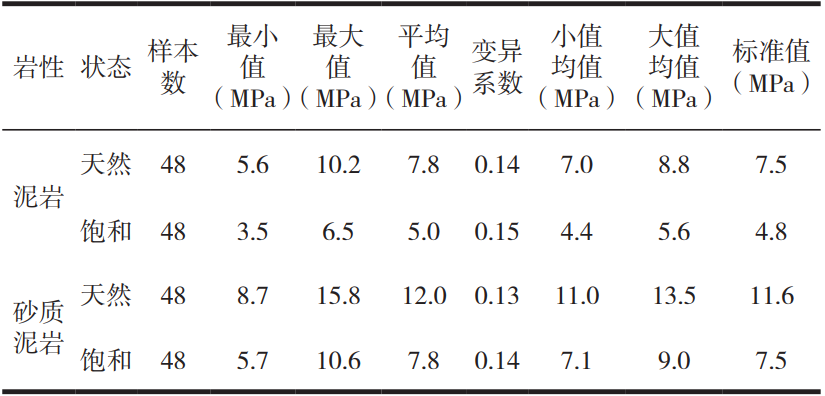 岩性 状态 样本数 最小值（MPa） 最大值（MPa） 平均值（MPa） 变异系数 小值均值（MPa） 大值均值（MPa） 标准值（MPa）
泥岩 天然 48 5.6 10.2 7.8 0.14 7.0 8.8 7.5
饱和 48 3.5 6.5 5.0 0.15 4.4 5.6 4.8
砂质泥岩 天然 48 8.7 15.8 12.0 0.13 11.0 13.5 11.6
饱和 48 5.7 10.6 7.8 0.14 7.1 9.0 7.5